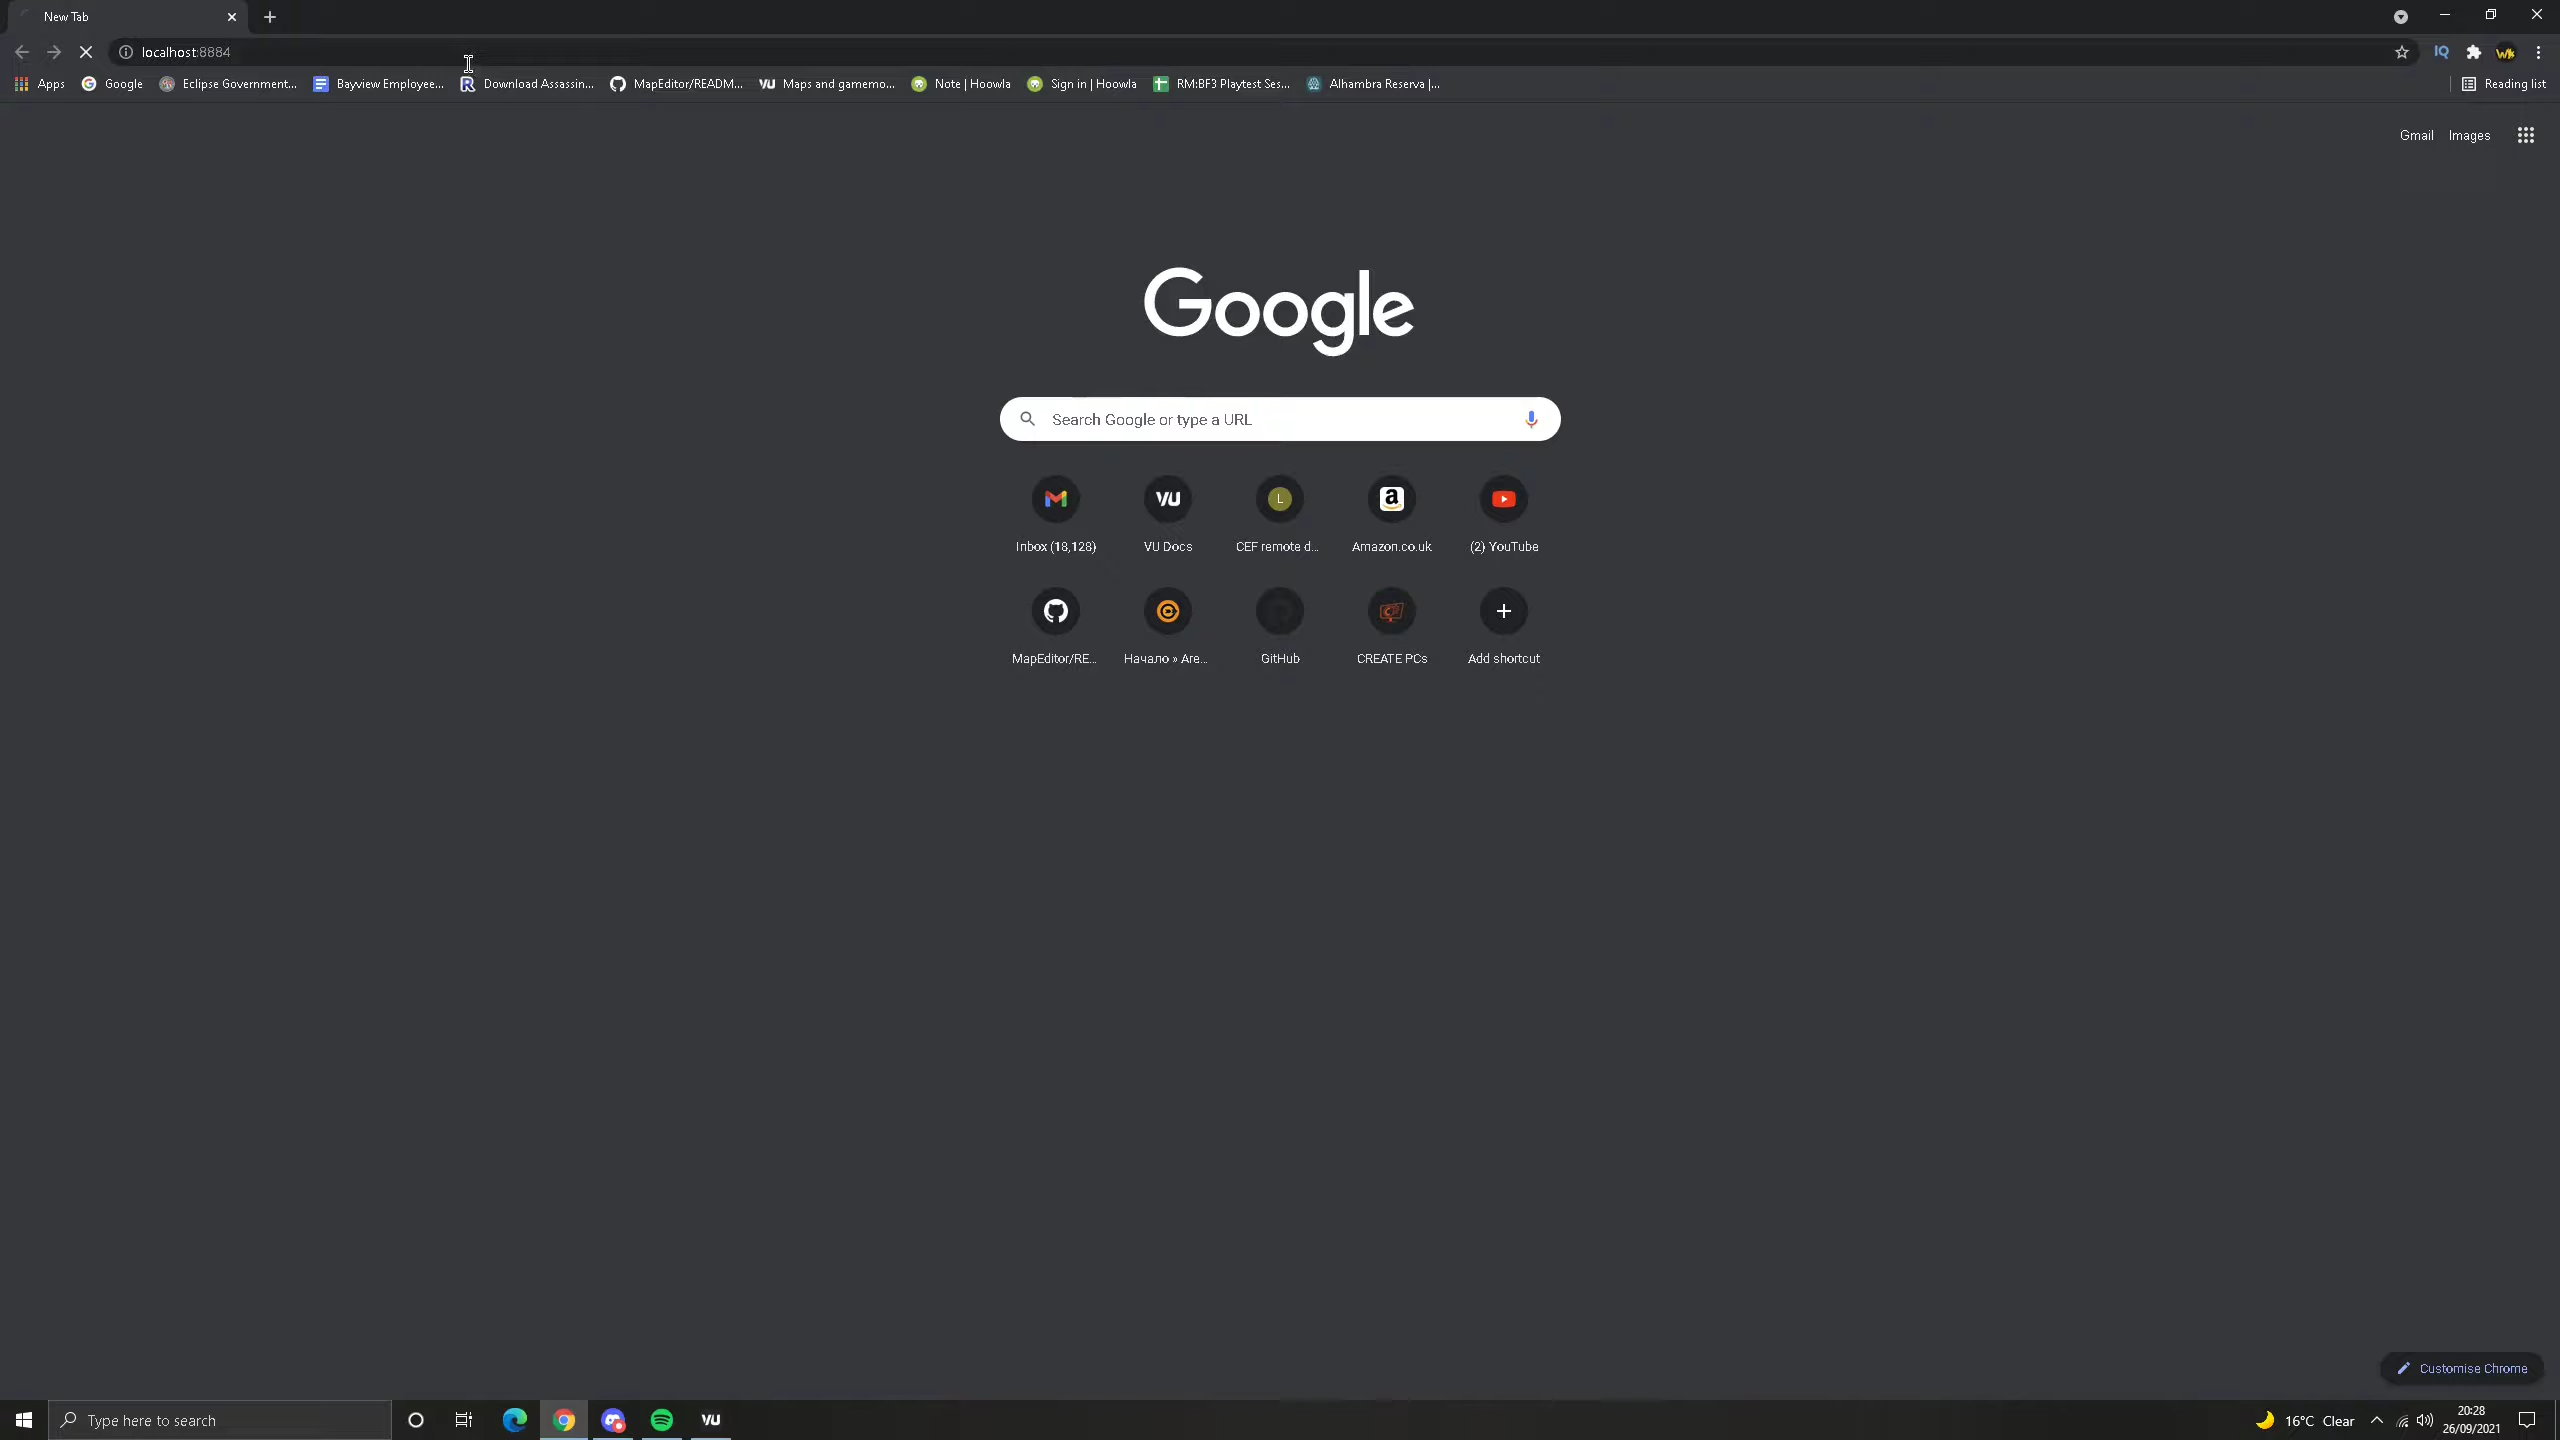 New Tab
localhost:8884
Apps Google Eclipse Government... Bayview Employee... Download Assassin... MapEditor/READM... Maps and gamemo... Note | Hoowla Sign in | Hoowla RM:BF3 Playtest Ses... Alhambra Reserva |... Reading list
Gmail Images
Google
Search Google or type a URL
Inbox (18,128) VU Docs CEF remote d... Amazon.co.uk (2) YouTube
MapEditor/RE... Начало » Are... GitHub CREATE PCs Add shortcut
Customise Chrome
Type here to search
16°C Clear
20:28
26/09/2021